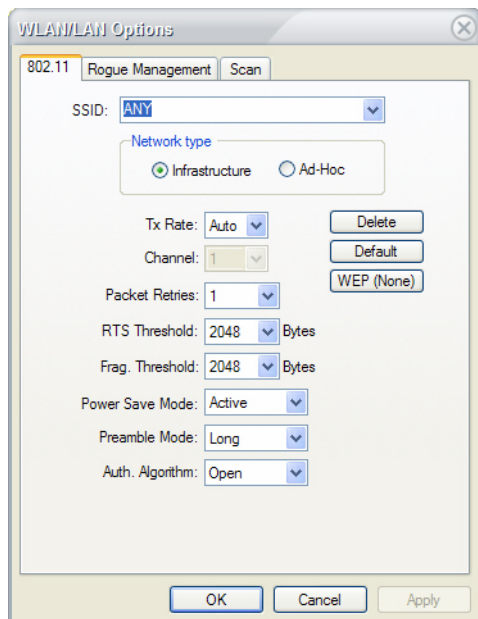 WLAN/LAN Options
802.11 Rogue Management Scan
SSID: ANY
Network type
Infrastructure Ad-Hoc
Tx Rate: Auto Delete
Channel: 1 Default
WEP (None)
Packet Retries: 1
RTS Threshold: 2048 Bytes
Frag. Threshold: 2048 Bytes
Power Save Mode: Active
Preamble Mode: Long
Auth. Algorithm: Open
OK Cancel Apply